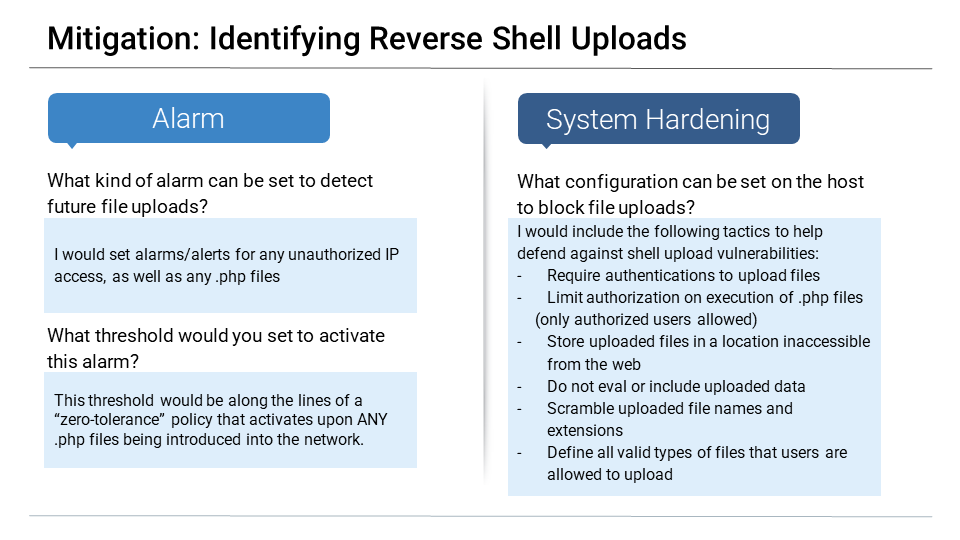 Mitigation: Identifying Reverse Shell Uploads
Alarm
What kind of alarm can be set to detect
future file uploads?
I would set alarms/alerts for any unauthorized IP
access, as well as any .php files
What threshold would you set to activate
this alarm?
This threshold would be along the lines of a
“zero-tolerance” policy that activates upon ANY
.php files being introduced into the network.
System Hardening
What configuration can be set on the host
to block file uploads?
I would include the following tactics to help
defend against shell upload vulnerabilities:
- Require authentications to upload files
- Limit authorization on execution of .php files
(only authorized users allowed)
- Store uploaded files in a location inaccessible
from the web
- Do not eval or include uploaded data
- Scramble uploaded file names and
extensions
- Define all valid types of files that users are
allowed to upload